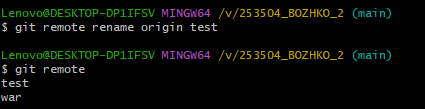 Lenovo@DESKTOP-DP1IFSV MINGW64 /v/253504_BOZHKO_2 (main)
$ git remote rename origin test
Lenovo@DESKTOP-DP1IFSV MINGW64 /v/253504_BOZHKO_2 (main)
$ git remote
test
war